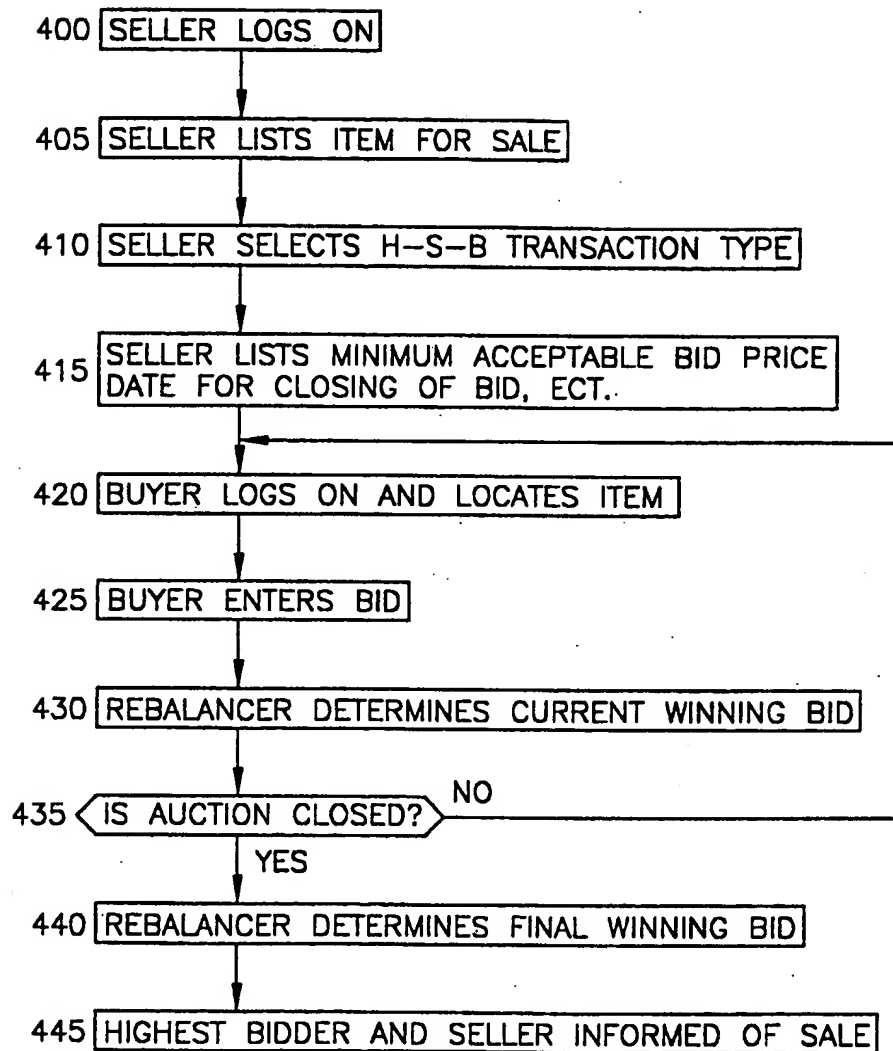 400 SELLER LOGS ON
405 SELLER LISTS ITEM FOR SALE
410 SELLER SELECTS H-S-B TRANSACTION TYPE
415 SELLER LISTS MINIMUM ACCEPTABLE BID PRICE
DATE FOR CLOSING OF BID, ECT.
420 BUYER LOGS ON AND LOCATES ITEM
425 BUYER ENTERS BID
430 REBALANCER DETERMINES CURRENT WINNING BID
435 IS AUCTION CLOSED? NO
YES
440 REBALANCER DETERMINES FINAL WINNING BID
445 HIGHEST BIDDER AND SELLER INFORMED OF SALE